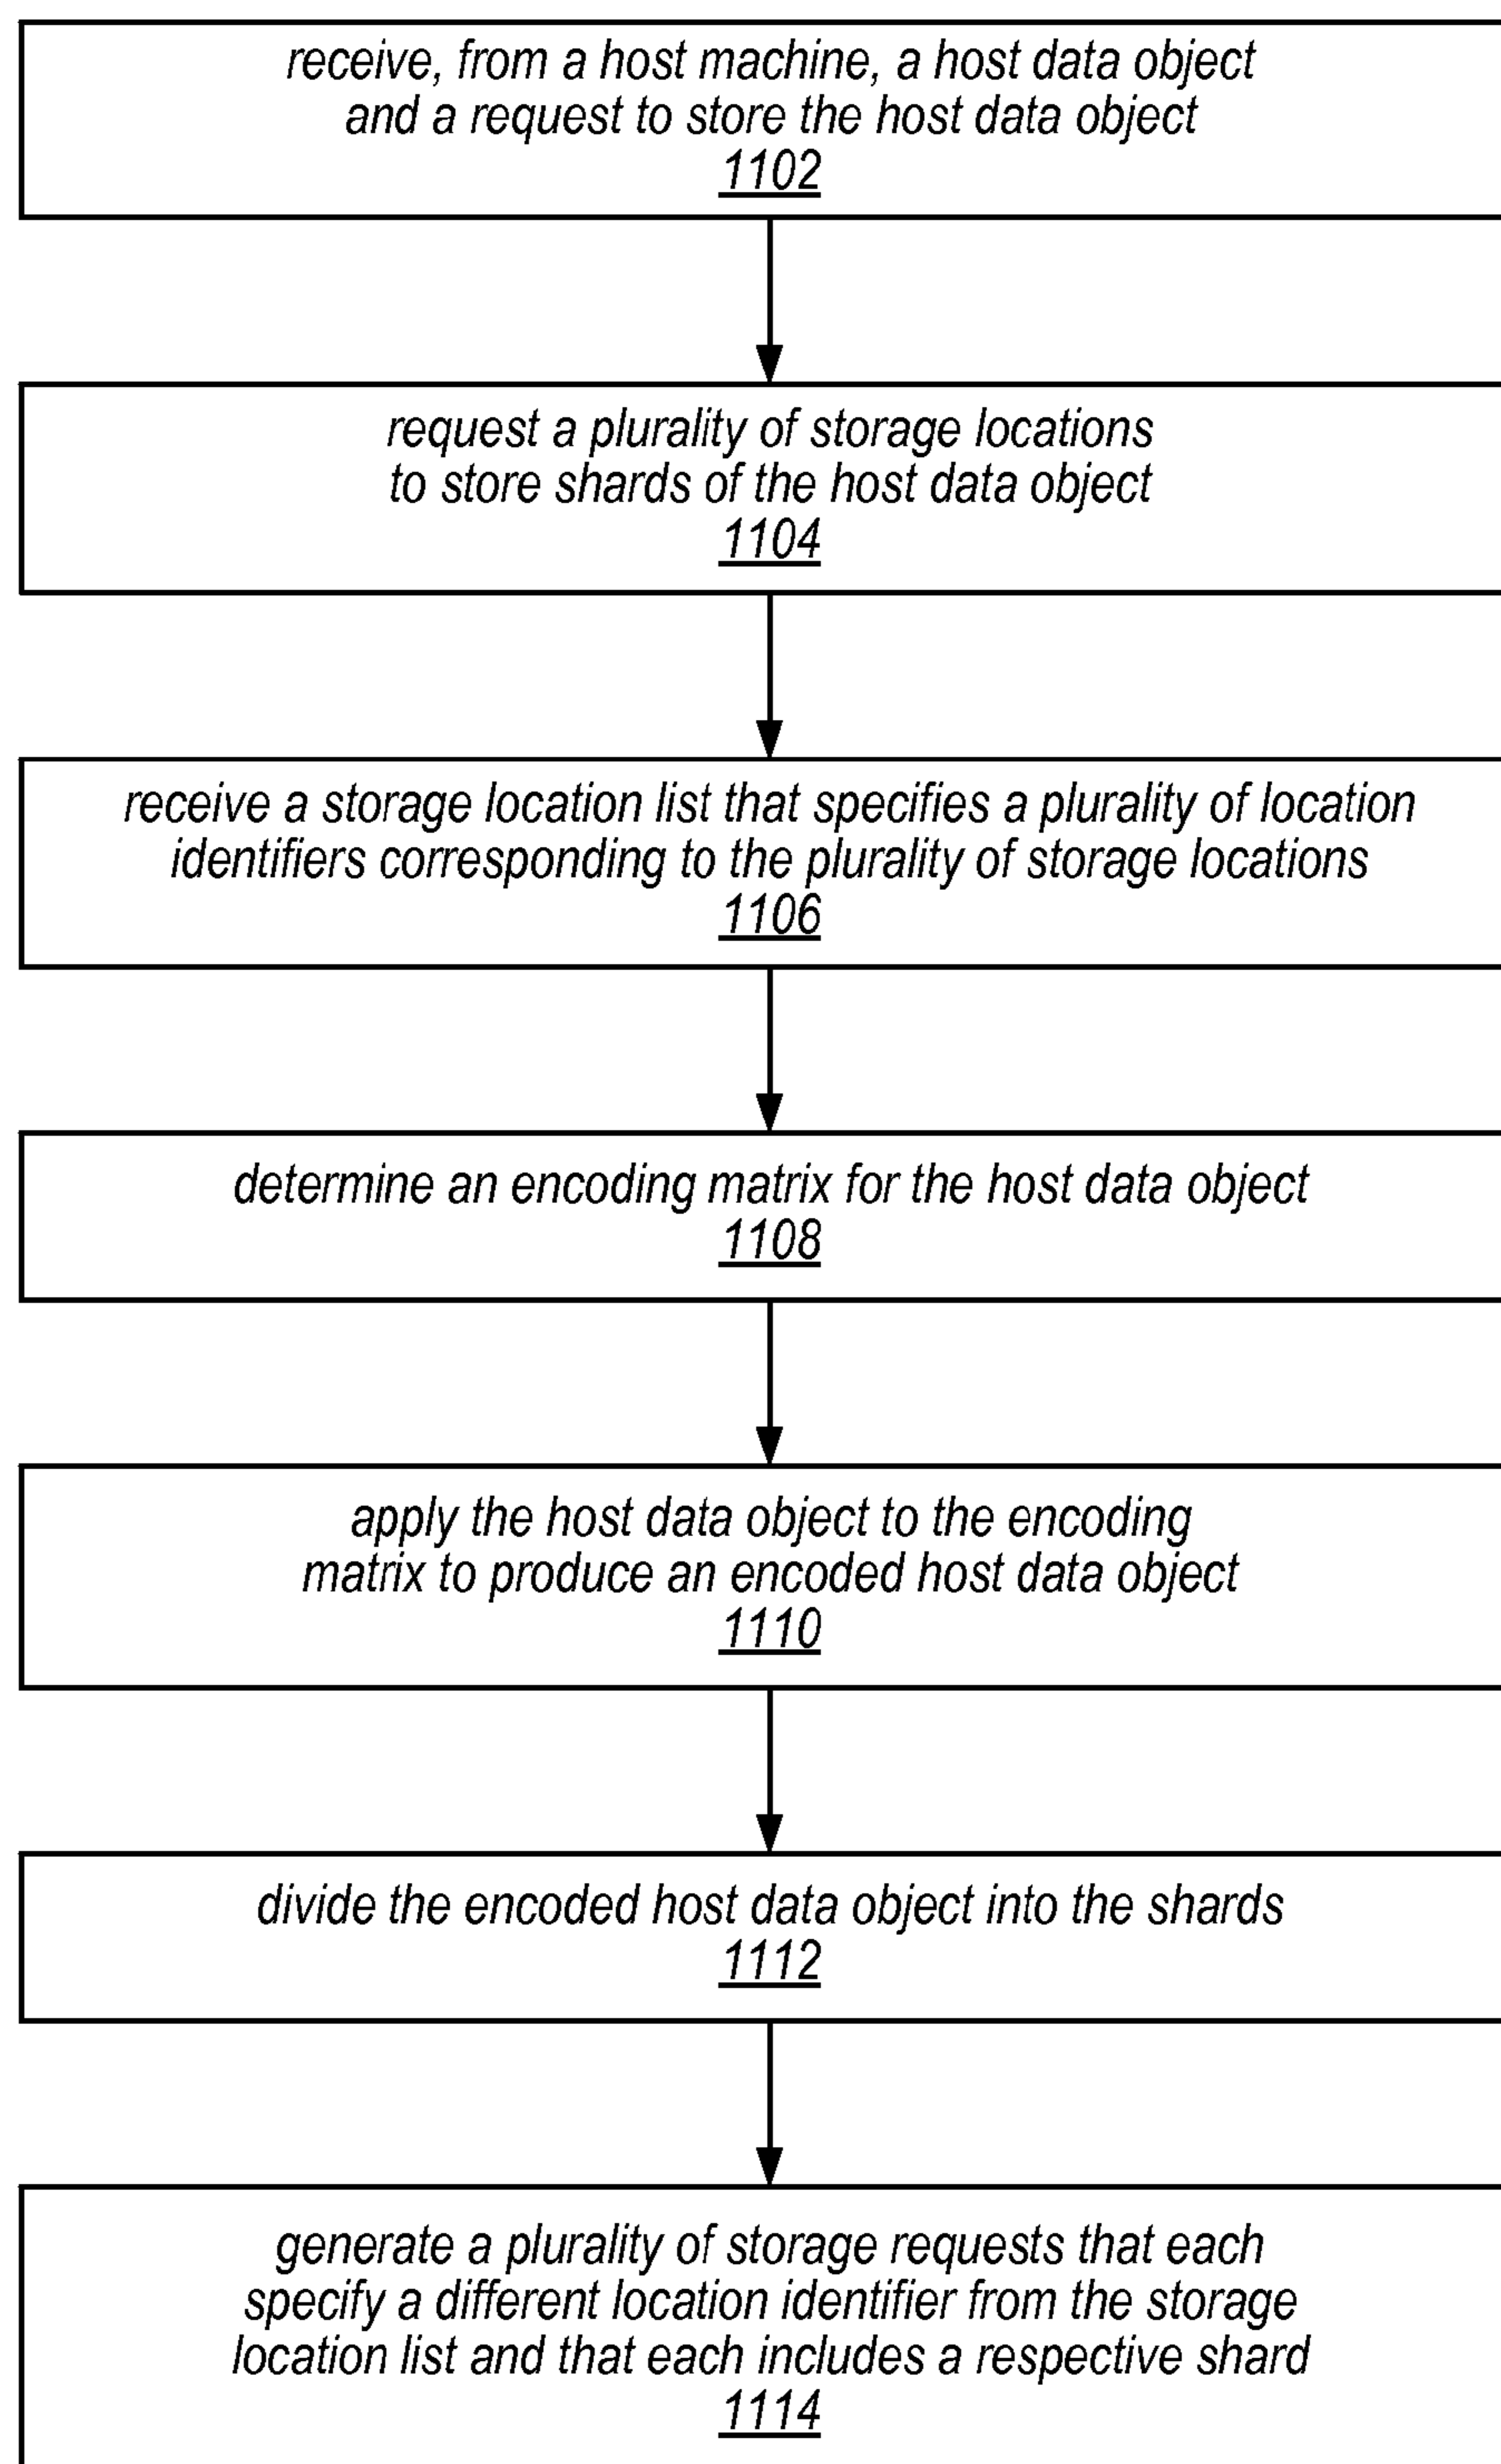 receive, from a host machine, a host data object
and a request to store the host data object
1102
request a plurality of storage locations
to store shards of the host data object
1104
receive a storage location list that specifies a plurality of location
identifiers corresponding to the plurality of storage locations
1106
determine an encoding matrix for the host data object
1108
apply the host data object to the encoding
matrix to produce an encoded host data object
1110
divide the encoded host data object into the shards
1112
generate a plurality of storage requests that each
specify a different location identifier from the storage
location list and that each includes a respective shard
1114